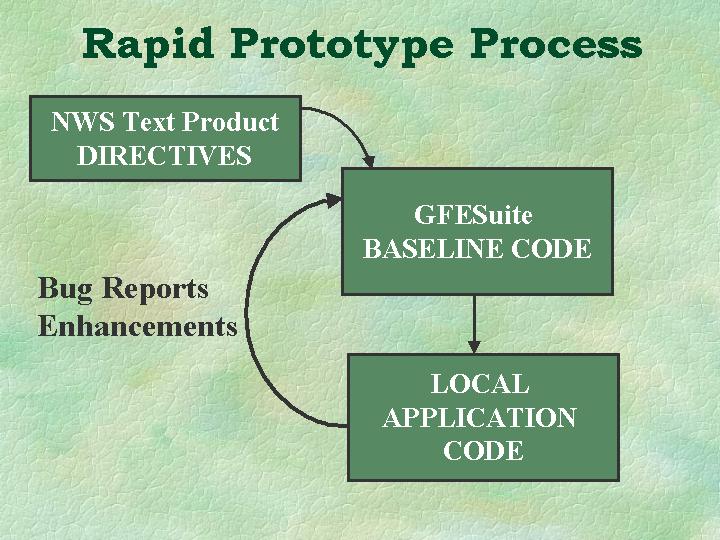 Rapid Prototype Process
NWS Text Product
DIRECTIVES
GFESuite
BASELINE CODE
Bug Reports
Enhancements
LOCAL
APPLICATION
CODE